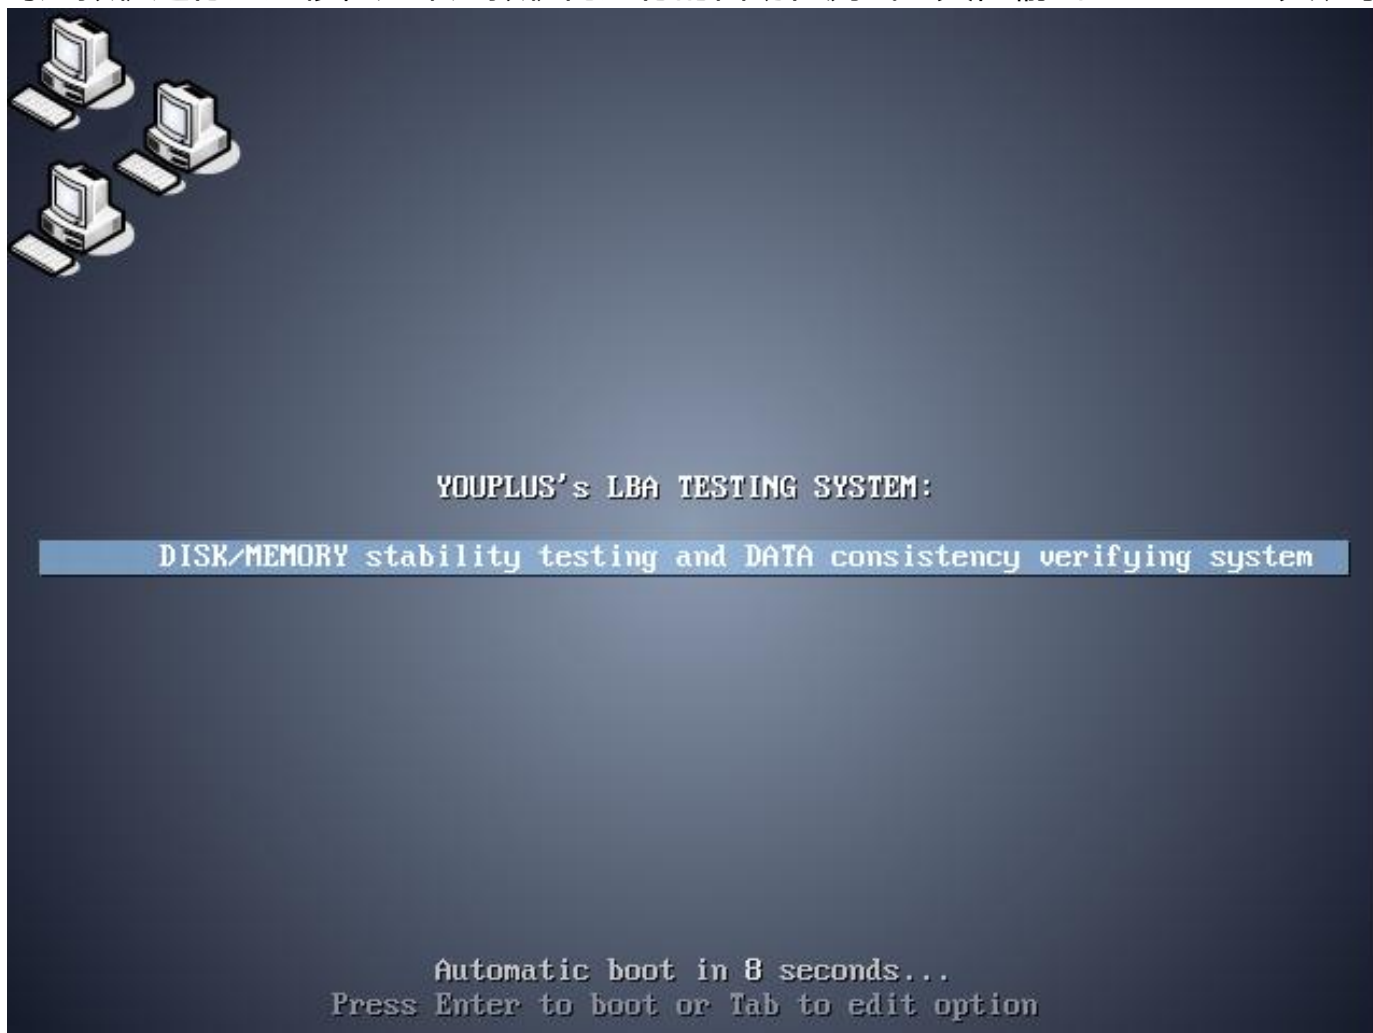 YOUPLUS's LBA TESTING SYSTEM:
DISK/MEMORY stability testing and DATA consistency verifying system
Automatic boot in 8 seconds...
Press Enter to boot or Tab to edit option